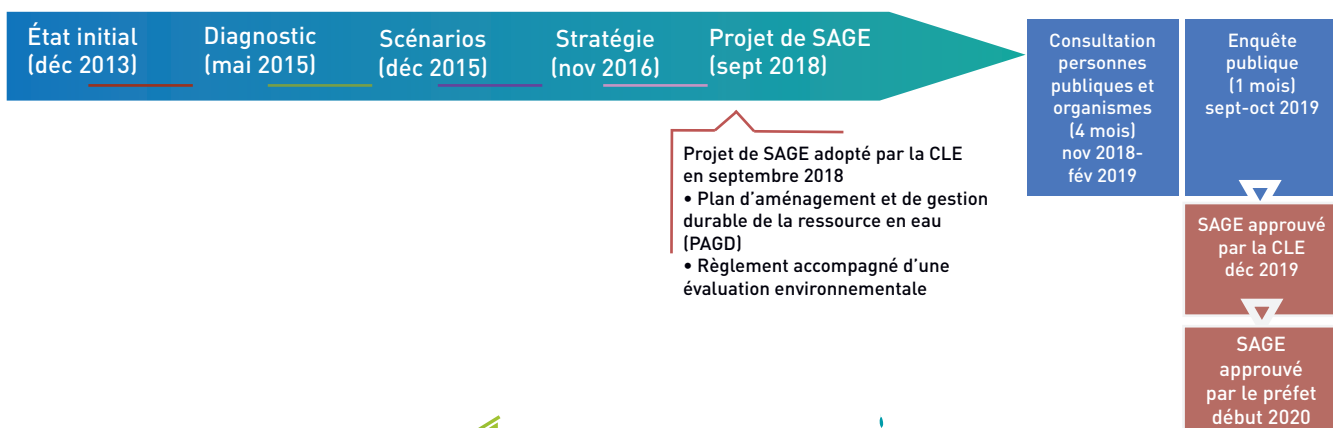 État initial
(déc 2013)
Diagnostic
(mai 2015)
Scénarios
(déc 2015)
Stratégie
(nov 2016)
Projet de SAGE
(sept 2018)
Projet de SAGE adopté par la CLE
en septembre 2018
• Plan d'aménagement et de gestion
durable de la ressource en eau
(PAGD)
• Règlement accompagné d'une
évaluation environnementale
Consultation
personnes
publiques et
organismes
(4 mois)
nov 2018-
fév 2019
Enquête
publique
(1 mois)
sept-oct 2019
SAGE approuvé
par la CLE
déc 2019
SAGE
approuvé
par le préfet
début 2020